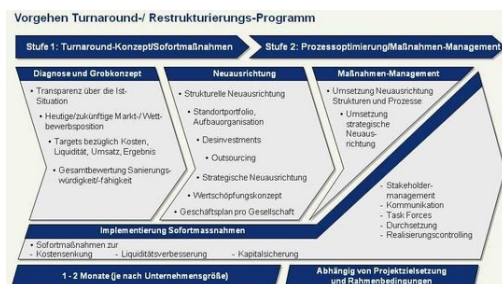 Vorgehen Turnaround-/ Restrukturierungs-Programm
Stufe 1: Turnaround-Konzept/Sofortmaßnahmen
Stufe 2: Prozessoptimierung/Maßnahmen-Management
Diagnose und Grobkonzept
• Transparenz über die Ist-
Situation
• Heutige/zukünftige Markt-/ Wett-
bewerbsposition
• Targets bezüglich Kosten,
Liquidität, Umsatz, Ergebnis
• Gesamtbewertung Sanierungs-
würdigkeit/-fähigkeit
Neuausrichtung
• Strukturelle Neuausrichtung
• Standortportfolio,
Aufbauorganisation
• Desinvestments
• Outsourcing
• Strategische Neuausrichtung
• Wertschöpfungskonzept
• Geschäftsplan pro Gesellschaft
Maßnahmen-Management
• Umsetzung Neuausrichtung
Strukturen und Prozesse
• Umsetzung
strategische
Neuaus-
richtung
- Stakeholder-
management
- Kommunikation
- Task Forces
- Durchsetzung
- Realisierungscontrolling
Implementierung Sofortmassnahmen
• Sofortmaßnahmen zur
- Kostensenkung - Liquiditätsverbesserung - Kapitalsicherung
1 - 2 Monate (je nach Unternehmensgröße)
Abhängig von Projektzielsetzung
und Rahmenbedingungen